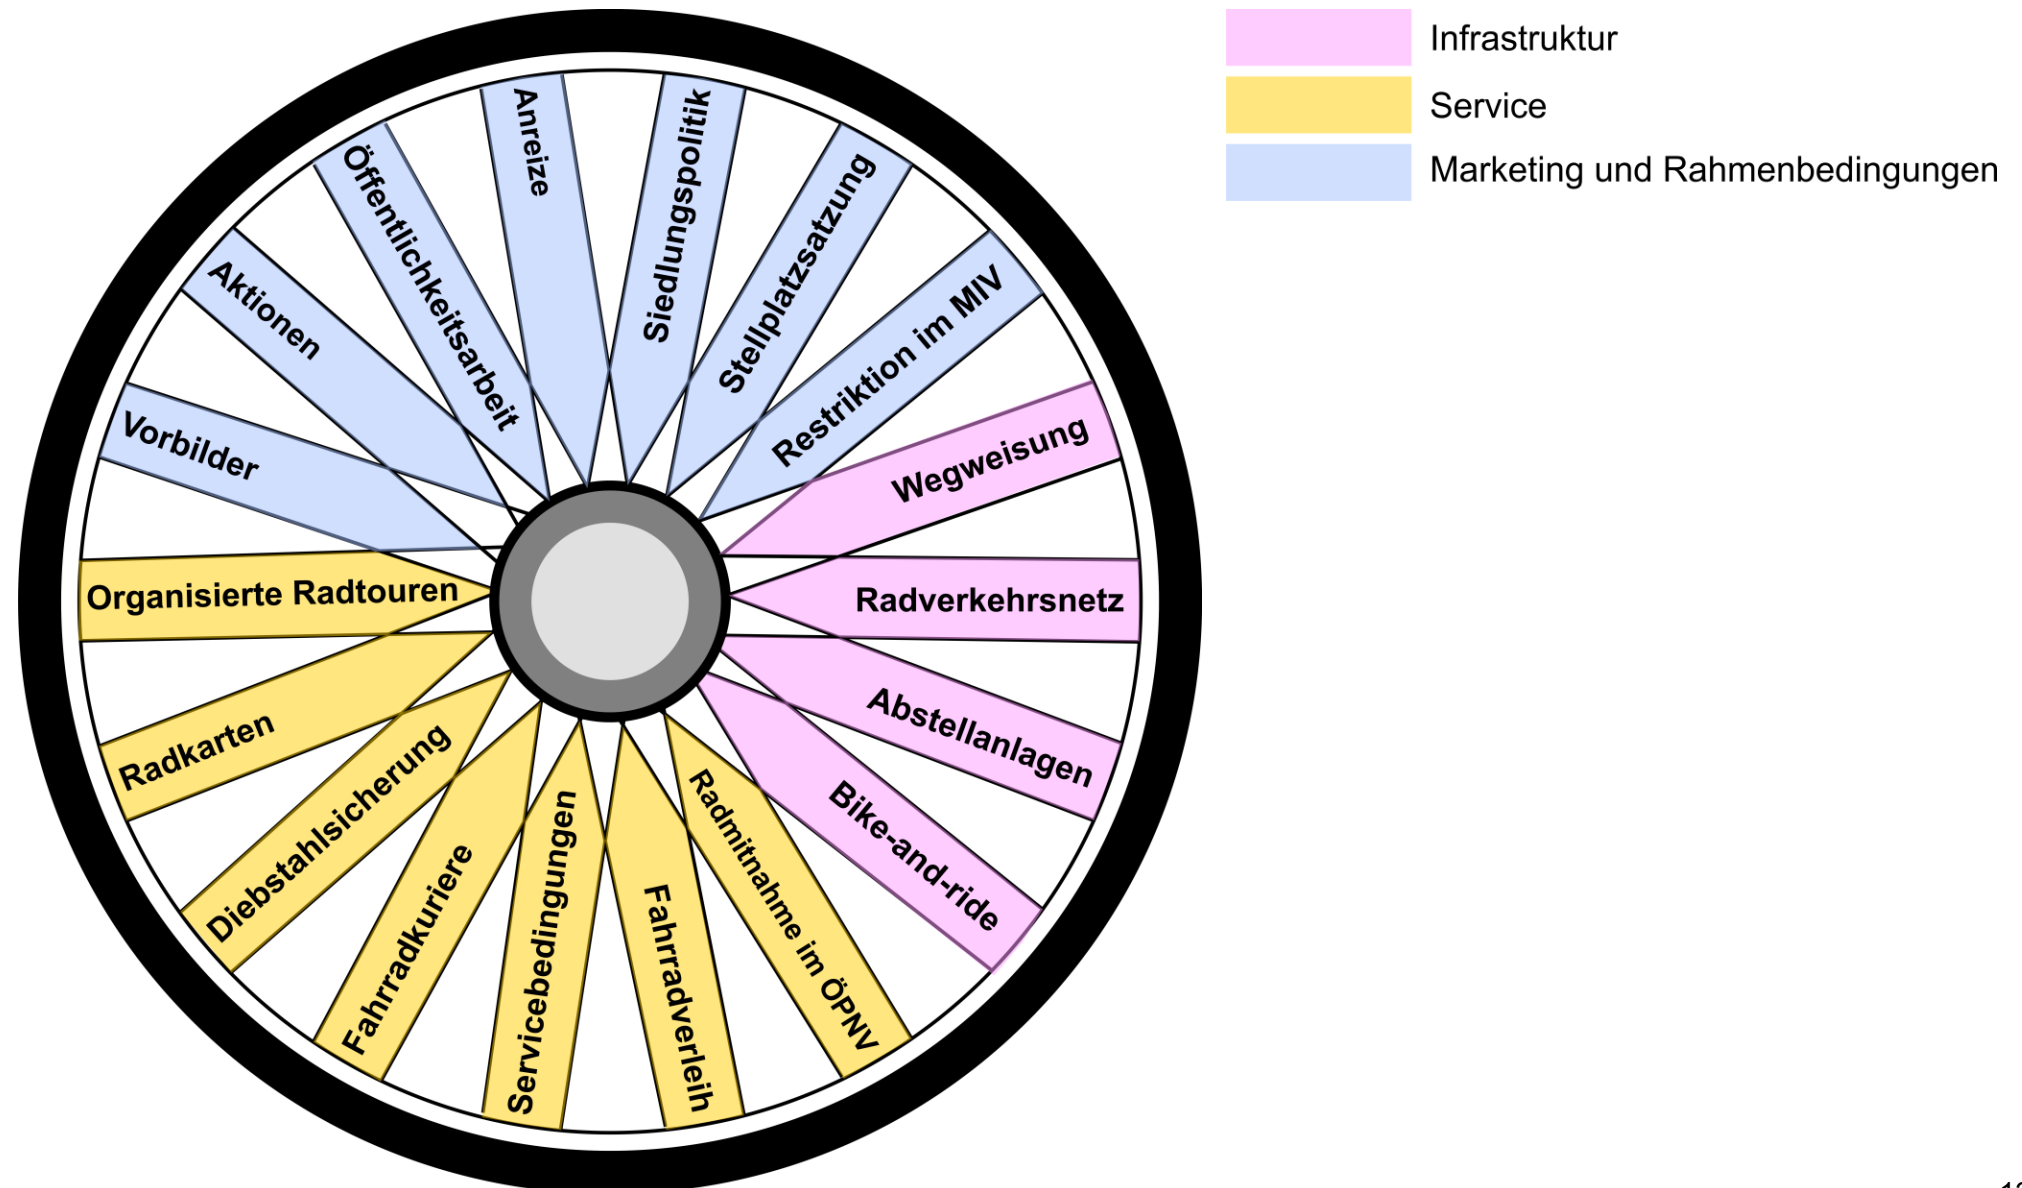 Infrastruktur
Service
Marketing und Rahmenbedingungen
Anreize
Siedlungspolitik
Stellplatzsatzung
Restriktion im MIV
Wegweisung
Radverkehrsnetz
Abstellanlagen
Bike-and-ride
Radmitnahme im ÖPNV
Fahrradverleih
Servicebedingungen
Fahrradkuriere
Diebstahlsicherung
Radkarten
Organisierte Radtouren
Vorbilder
Aktionen
Öffentlichkeitsarbeit